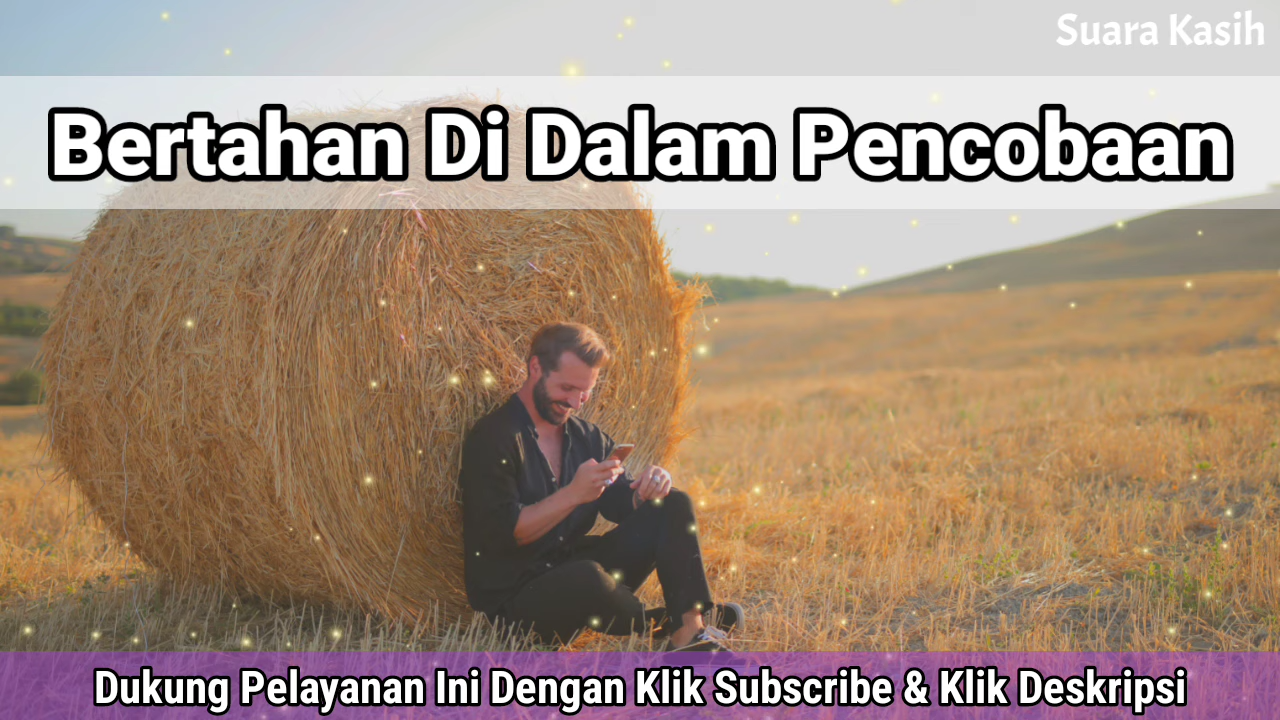 Suara Kasih
Bertahan Di Dalam Pencobaan
Dukung Pelayanan Ini Dengan Klik Subscribe & Klik Deskripsi